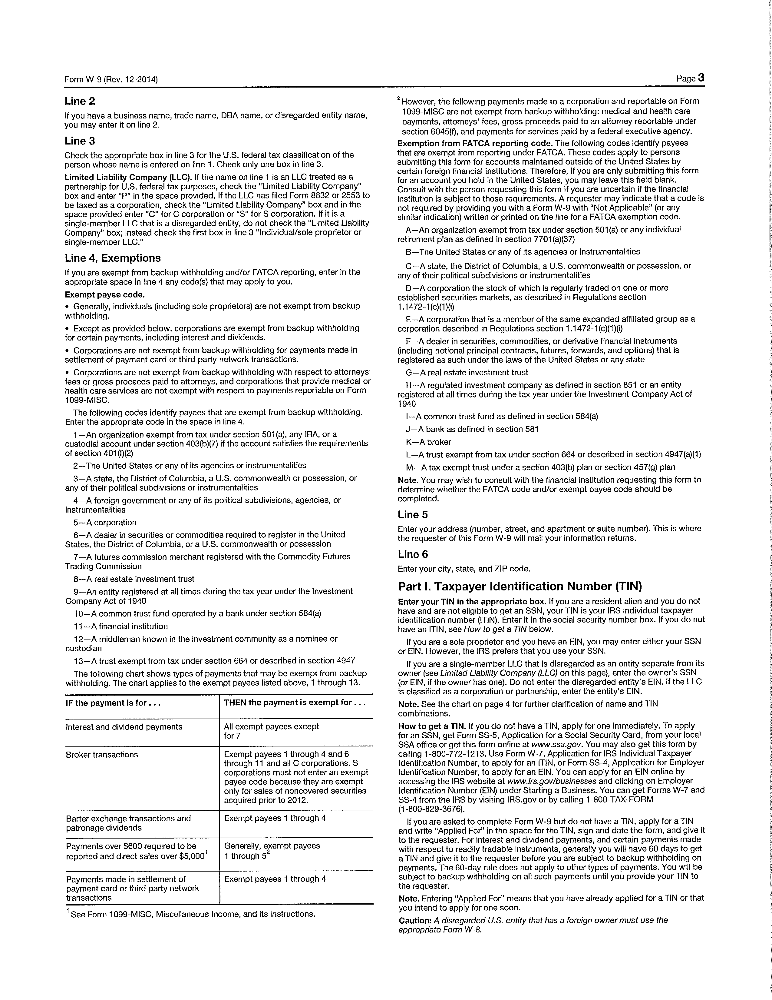 Form W-9 (Rev. 12-2014)
Page 3
Line 2
If you have a business name, trade name, DBA name, or disregarded entity name,
you may enter it on line 2.
Line 3
Check the appropriate box in line 3 for the U.S. federal tax classification of the
person whose name is entered on line 1. Check only one box in line 3.
Limited Liability Company (LLC). If the name on line 1 is an LLC treated as a
partnership for U.S. federal tax purposes, check the “Limited Liability Company”
box and enter “P” in the space provided. If the LLC has filed Form 8832 or 2553 to
be taxed as a corporation, check the “Limited Liability Company” box and in the
space provided enter “C” for C corporation or “S” for S corporation. If it is a
single-member LLC that is a disregarded entity, do not check the “Limited Liability
Company” box; instead check the first box in line 3 “Individual/sole proprietor or
single-member LLC.”
Line 4, Exemptions
If you are exempt from backup withholding and/or FATCA reporting, enter in the
appropriate space in line 4 any code(s) that may apply to you.
Exempt payee code.
• Generally, individuals (including sole proprietors) are not exempt from backup
withholding.
• Except as provided below, corporations are exempt from backup withholding
for certain payments, including interest and dividends.
• Corporations are not exempt from backup withholding for payments made in
settlement of payment card or third party network transactions.
• Corporations are not exempt from backup withholding with respect to attorneys'
fees or gross proceeds paid to attorneys, and corporations that provide medical or
health care services are not exempt with respect to payments reportable on Form
1099-MISC.
The following codes identify payees that are exempt from backup withholding.
Enter the appropriate code in the space in line 4.
1—An organization exempt from tax under section 501(a), any IRA, or a
custodial account under section 403(b)(7) if the account satisfies the requirements
of section 401(f)(2)
2—The United States or any of its agencies or instrumentalities
3—A state, the District of Columbia, a U.S. commonwealth or possession, or
any of their political subdivisions or instrumentalities
4—A foreign government or any of its political subdivisions, agencies, or
instrumentalities
5—A corporation
6—A dealer in securities or commodities required to register in the United
States, the District of Columbia, or a U.S. commonwealth or possession
7—A futures commission merchant registered with the Commodity Futures
Trading Commission
8—A real estate investment trust
9—An entity registered at all times during the tax year under the Investment
Company Act of 1940
10—A common trust fund operated by a bank under section 584(a)
11—A financial institution
12—A middleman known in the investment community as a nominee or
custodian
13—A trust exempt from tax under section 664 or described in section 4947
The following chart shows types of payments that may be exempt from backup
withholding. The chart applies to the exempt payees listed above, 1 through 13.
IF the payment is for . . .
THEN the payment is exempt for . . .
Interest and dividend payments
All exempt payees except
for 7
Broker transactions
Exempt payees 1 through 4 and 6
through 11 and all C corporations. S
corporations must not enter an exempt
payee code because they are exempt
only for sales of noncovered securities
acquired prior to 2012.
Barter exchange transactions and
patronage dividends
Exempt payees 1 through 4
Payments over $600 required to be
reported and direct sales over $5,000¹
Generally, exempt payees
1 through 5²
Payments made in settlement of
payment card or third party network
transactions
Exempt payees 1 through 4
¹ See Form 1099-MISC, Miscellaneous Income, and its instructions.
² However, the following payments made to a corporation and reportable on Form
1099-MISC are not exempt from backup withholding: medical and health care
payments, attorneys' fees, gross proceeds paid to an attorney reportable under
section 6045(f), and payments for services paid by a federal executive agency.
Exemption from FATCA reporting code. The following codes identify payees
that are exempt from reporting under FATCA. These codes apply to persons
submitting this form for accounts maintained outside of the United States by
certain foreign financial institutions. Therefore, if you are only submitting this form
for an account you hold in the United States, you may leave this field blank.
Consult with the person requesting this form if you are uncertain if the financial
institution is subject to these requirements. A requester may indicate that a code is
not required by providing you with a Form W-9 with “Not Applicable” (or any
similar indication) written or printed on the line for a FATCA exemption code.
A—An organization exempt from tax under section 501(a) or any individual
retirement plan as defined in section 7701(a)(37)
B—The United States or any of its agencies or instrumentalities
C—A state, the District of Columbia, a U.S. commonwealth or possession, or
any of their political subdivisions or instrumentalities
D—A corporation the stock of which is regularly traded on one or more
established securities markets, as described in Regulations section
1.1472-1(c)(1)(i)
E—A corporation that is a member of the same expanded affiliated group as a
corporation described in Regulations section 1.1472-1(c)(1)(i)
F—A dealer in securities, commodities, or derivative financial instruments
(including notional principal contracts, futures, forwards, and options) that is
registered as such under the laws of the United States or any state
G—A real estate investment trust
H—A regulated investment company as defined in section 851 or an entity
registered at all times during the tax year under the Investment Company Act of
1940
I—A common trust fund as defined in section 584(a)
J—A bank as defined in section 581
K—A broker
L—A trust exempt from tax under section 664 or described in section 4947(a)(1)
M—A tax exempt trust under a section 403(b) plan or section 457(g) plan
Note. You may wish to consult with the financial institution requesting this form to
determine whether the FATCA code and/or exempt payee code should be
completed.
Line 5
Enter your address (number, street, and apartment or suite number). This is where
the requester of this Form W-9 will mail your information returns.
Line 6
Enter your city, state, and ZIP code.
Part I. Taxpayer Identification Number (TIN)
Enter your TIN in the appropriate box. If you are a resident alien and you do not
have and are not eligible to get an SSN, your TIN is your IRS individual taxpayer
identification number (ITIN). Enter it in the social security number box. If you do not
have an ITIN, see How to get a TIN below.
If you are a sole proprietor and you have an EIN, you may enter either your SSN
or EIN. However, the IRS prefers that you use your SSN.
If you are a single-member LLC that is disregarded as an entity separate from its
owner (see Limited Liability Company (LLC) on this page), enter the owner's SSN
(or EIN, if the owner has one). Do not enter the disregarded entity's EIN. If the LLC
is classified as a corporation or partnership, enter the entity's EIN.
Note. See the chart on page 4 for further clarification of name and TIN
combinations.
How to get a TIN. If you do not have a TIN, apply for one immediately. To apply
for an SSN, get Form SS-5, Application for a Social Security Card, from your local
SSA office or get this form online at www.ssa.gov. You may also get this form by
calling 1-800-772-1213. Use Form W-7, Application for IRS Individual Taxpayer
Identification Number, to apply for an ITIN, or Form SS-4, Application for Employer
Identification Number, to apply for an EIN. You can apply for an EIN online by
accessing the IRS website at www.irs.gov/businesses and clicking on Employer
Identification Number (EIN) under Starting a Business. You can get Forms W-7 and
SS-4 from the IRS by visiting IRS.gov or by calling 1-800-TAX-FORM
(1-800-829-3676).
If you are asked to complete Form W-9 but do not have a TIN, apply for a TIN
and write “Applied For” in the space for the TIN, sign and date the form, and give it
to the requester. For interest and dividend payments, and certain payments made
with respect to readily tradable instruments, generally you will have 60 days to get
a TIN and give it to the requester before you are subject to backup withholding on
payments. The 60-day rule does not apply to other types of payments. You will be
subject to backup withholding on all such payments until you provide your TIN to
the requester.
Note. Entering “Applied For” means that you have already applied for a TIN or that
you intend to apply for one soon.
Caution: A disregarded U.S. entity that has a foreign owner must use the
appropriate Form W-8.